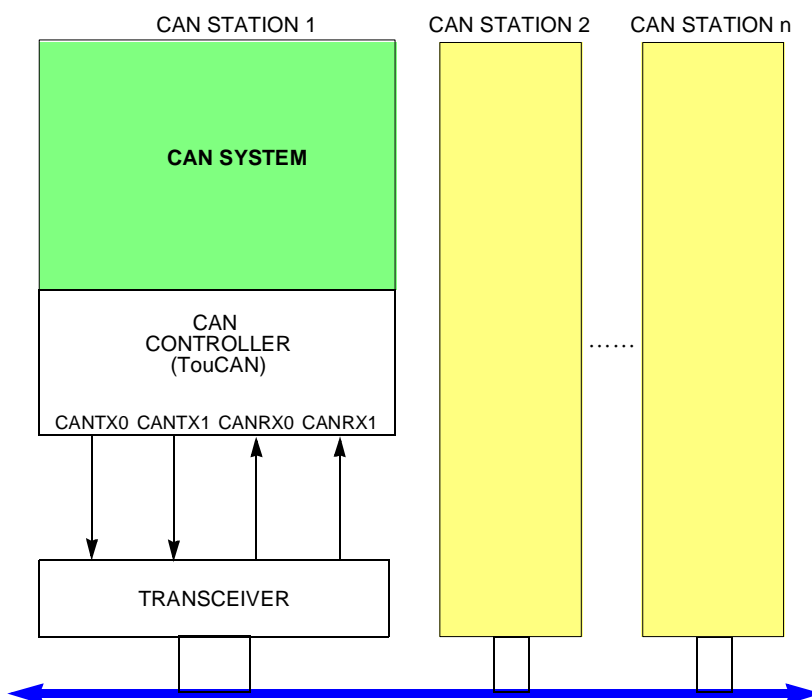 CAN STATION 1
CAN STATION 2
CAN STATION n
CAN SYSTEM
CAN
CONTROLLER
(TouCAN)
......
CANTX0 CANTX1 CANRX0 CANRX1
TRANSCEIVER